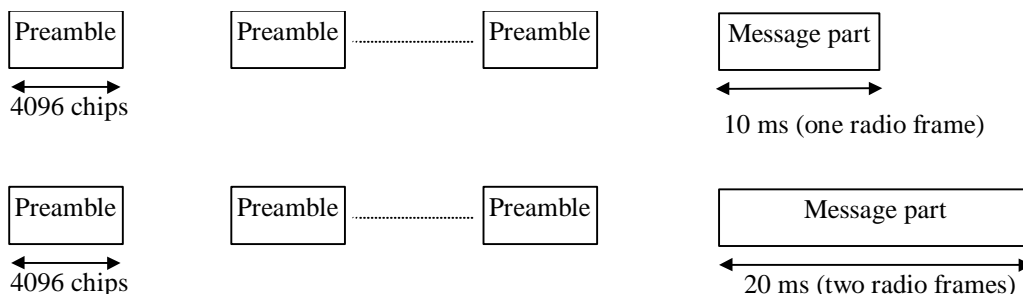 Preamble Preamble Preamble Message part
4096 chips
10 ms (one radio frame)
Preamble Preamble Preamble Message part
4096 chips 20 ms (two radio frames)